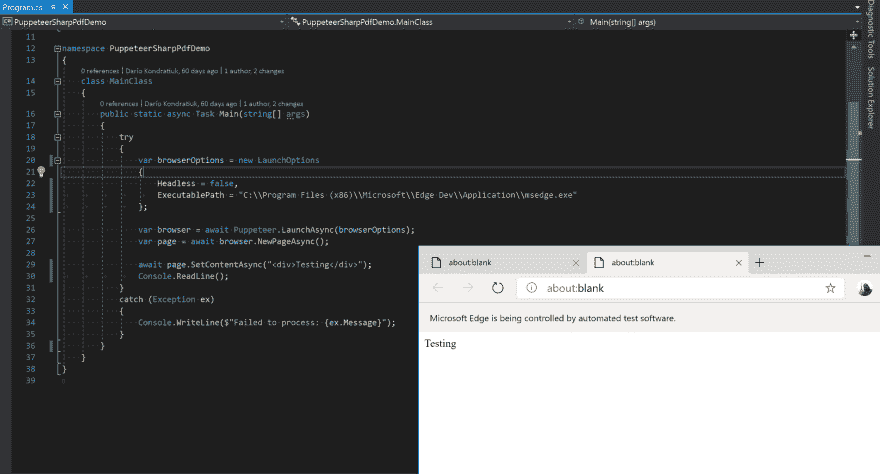 Program.cs
PuppeteerSharpPdfDemo PuppeteerSharpPdfDemo.MainClass Main(string[] args)
Diagnostic Tools
Solution Explorer
11
12 namespace PuppeteerSharpPdfDemo
13 {
0 references | Darío Kondratiuk, 60 days ago | 1 author, 2 changes
14 class MainClass
15 {
0 references | Darío Kondratiuk, 60 days ago | 1 author, 2 changes
16 public static async Task Main(string[] args)
17 {
18 try
19 {
20 var browserOptions = new LaunchOptions
21 {
22 Headless = false,
23 ExecutablePath = "C:\\Program Files (x86)\\Microsoft\\Edge Dev\\Application\\msedge.exe"
24 };
25
26 var browser = await Puppeteer.LaunchAsync(browserOptions);
27 var page = await browser.NewPageAsync();
28
29 await page.SetContentAsync("<div>Testing</div>");
30 Console.ReadLine();
31 }
32 catch (Exception ex)
33 {
34 Console.WriteLine($"Failed to process: {ex.Message}");
35 }
36 }
37 }
38 }
39
about:blank about:blank
about:blank
Microsoft Edge is being controlled by automated test software.
Testing